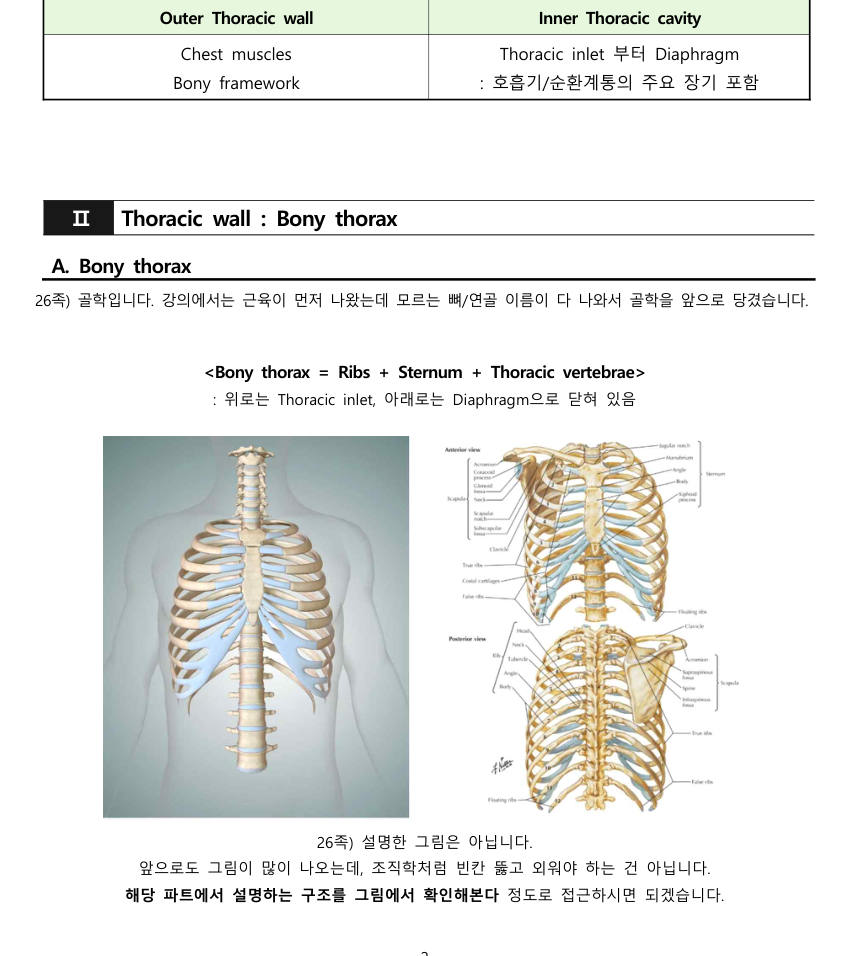 Outer Thoracic wall
Inner Thoracic cavity
Chest muscles
Thoracic inlet 부터 Diaphragm
Bony framework
: 호흡기/순환계통의 주요 장기 포함
Ⅱ Thoracic wall : Bony thorax
A. Bony thorax
26족) 골학입니다. 강의에서는 근육이 먼저 나왔는데 모르는 뼈/연골 이름이 다 나와서 골학을 앞으로 당겼습니다.
<Bony thorax = Ribs + Sternum + Thoracic vertebrae>
: 위로는 Thoracic inlet, 아래로는 Diaphragm으로 닫혀 있음
Anterior view
Acromion
Coracoid
process
Glenoid
fossa
Scapula
Neck
Scapular
notch
Subscapular
fossa
Clavicle
True ribs
Costal cartilages
False ribs
Jugular notch
Manubrium
Angle
Sternum
Body
Xiphoid
process
Floating ribs
Posterior view
Head
Neck
Ribs
Tubercle
Angle
Body
Clavicle
Acromion
Supraspinous
fossa
Scapula
Spine
Infraspinous
fossa
True ribs
False ribs
Floating ribs
26족) 설명한 그림은 아닙니다.
앞으로도 그림이 많이 나오는데, 조직학처럼 빈칸 뚫고 외워야 하는 건 아닙니다.
해당 파트에서 설명하는 구조를 그림에서 확인해본다 정도로 접근하시면 되겠습니다.